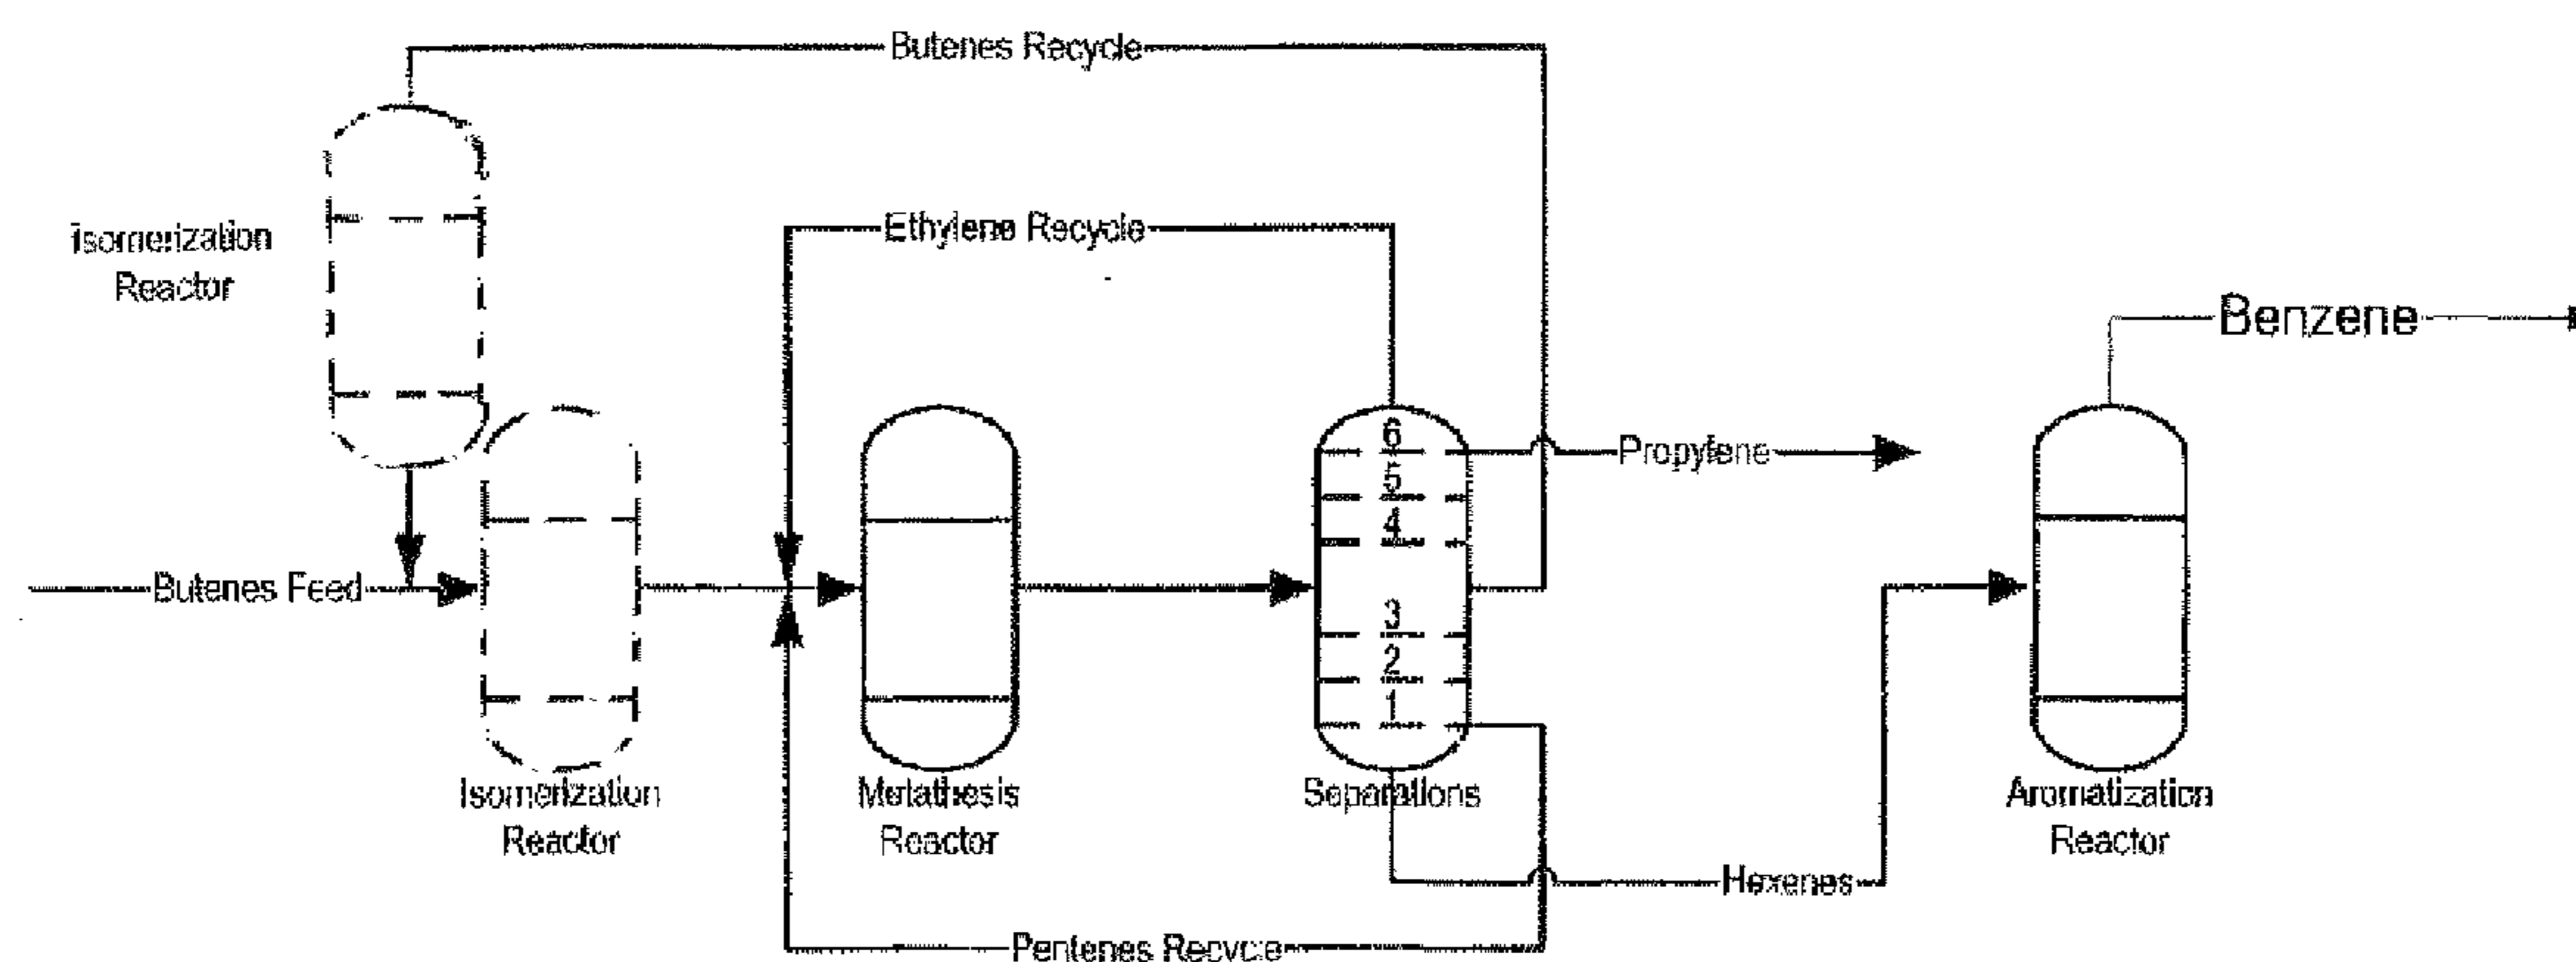 Butenes Recycle
Isomerization
Reactor
Ethylene Recycle
Benzene
6
Propylene
5
4
Butenes Feed
3
2
1
Isomerization
Reactor
Metathesis
Reactor
Separations
Aromatization
Reactor
Hexenes
Pentenes Recycle